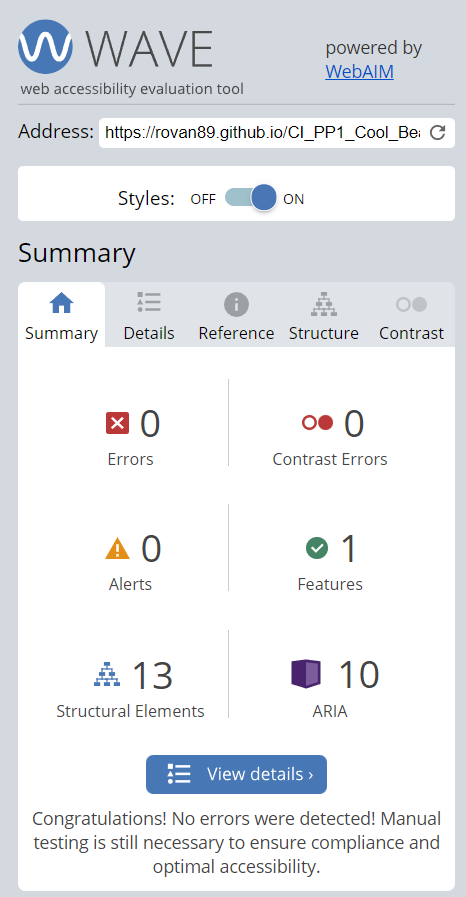 WAVE
web accessibility evaluation tool
powered by
WebAIM
Address: https://rovan89.github.io/CI_PP1_Cool_Bea
Styles: OFF ON
Summary
Summary Details Reference Structure Contrast
0 0
Errors Contrast Errors
0 1
Alerts Features
13 10
Structural Elements ARIA
View details ›
Congratulations! No errors were detected! Manual
testing is still necessary to ensure compliance and
optimal accessibility.